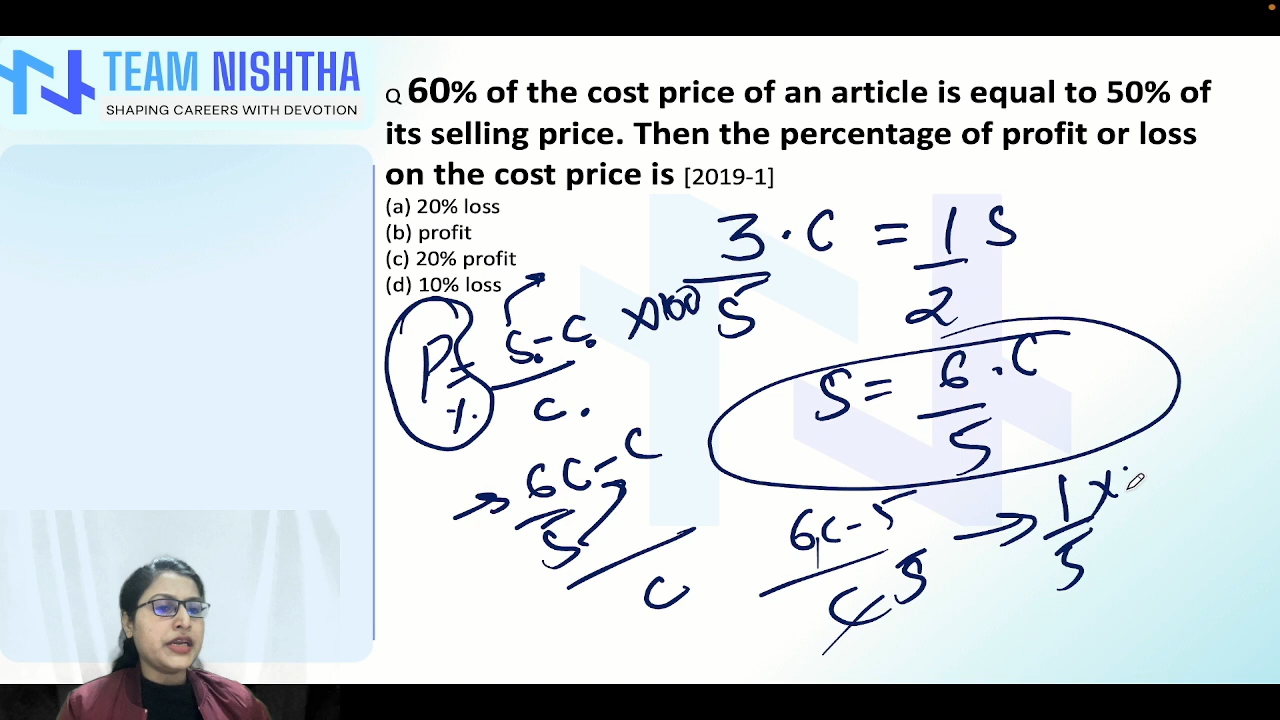 TEAM NISHTHA
SHAPING CAREERS WITH DEVOTION
Q 60% of the cost price of an article is equal to 50% of
its selling price. Then the percentage of profit or loss
on the cost price is [2019-1]
(a) 20% loss
(b) profit
(c) 20% profit
(d) 10% loss
3/5 · C = 1/2 S
P% = S - C / C × 100
S = 6/5 · C
→ 6C/5 - C / C
6C - 5 / C 5 → 1/5 ×